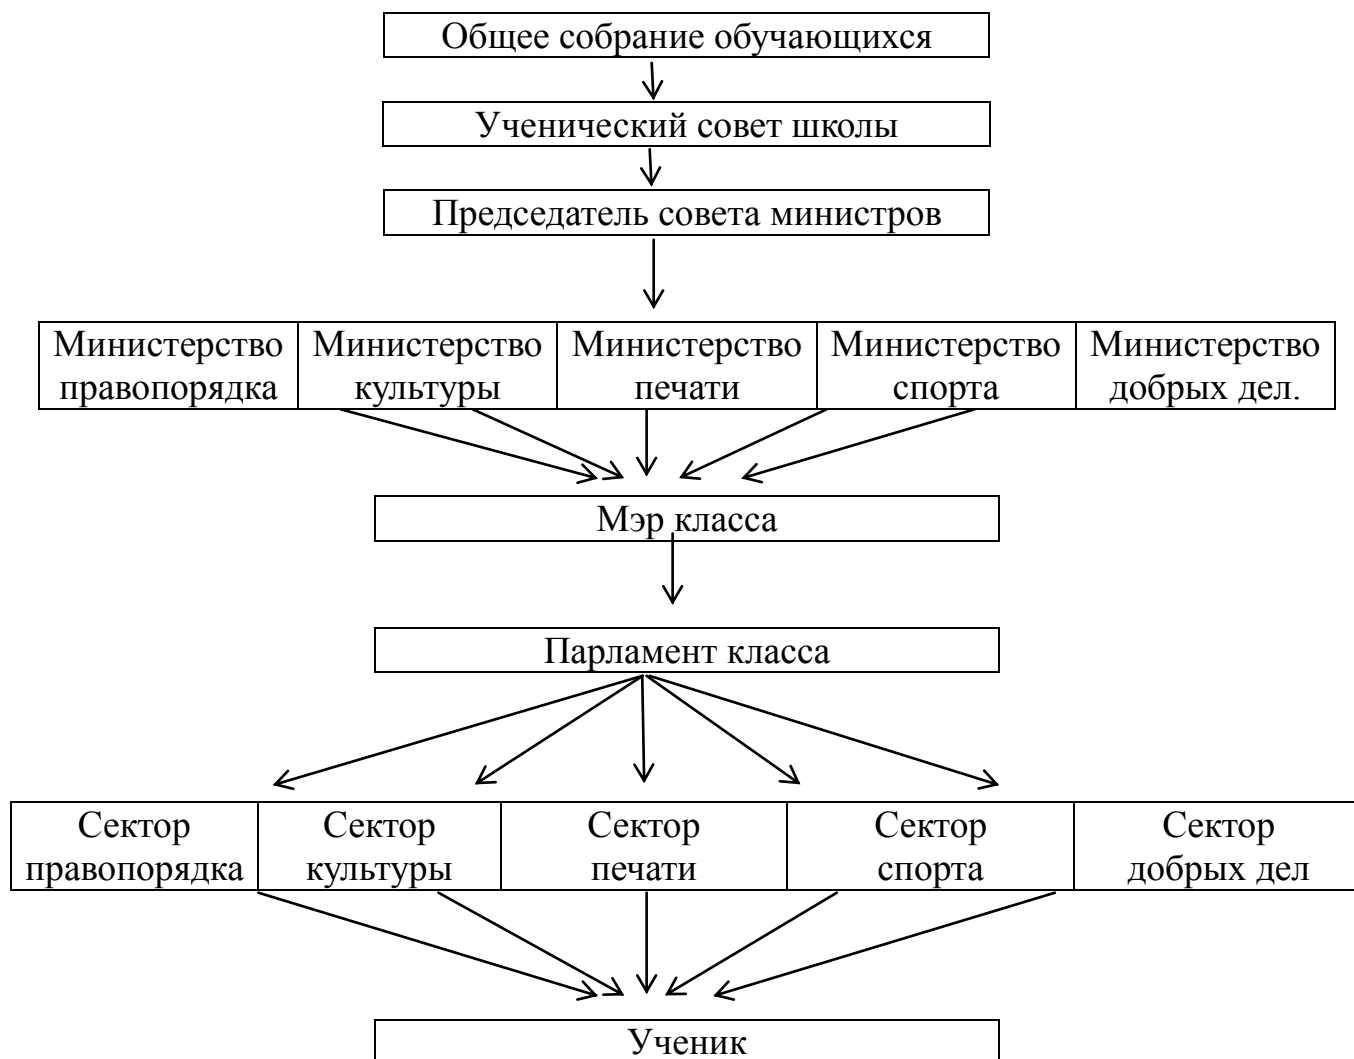 Общее собрание обучающихся
Ученический совет школы
Председатель совета министров
Министерство правопорядка
Министерство культуры
Министерство печати
Министерство спорта
Министерство добрых дел.
Мэр класса
Парламент класса
Сектор правопорядка
Сектор культуры
Сектор печати
Сектор спорта
Сектор добрых дел
Ученик